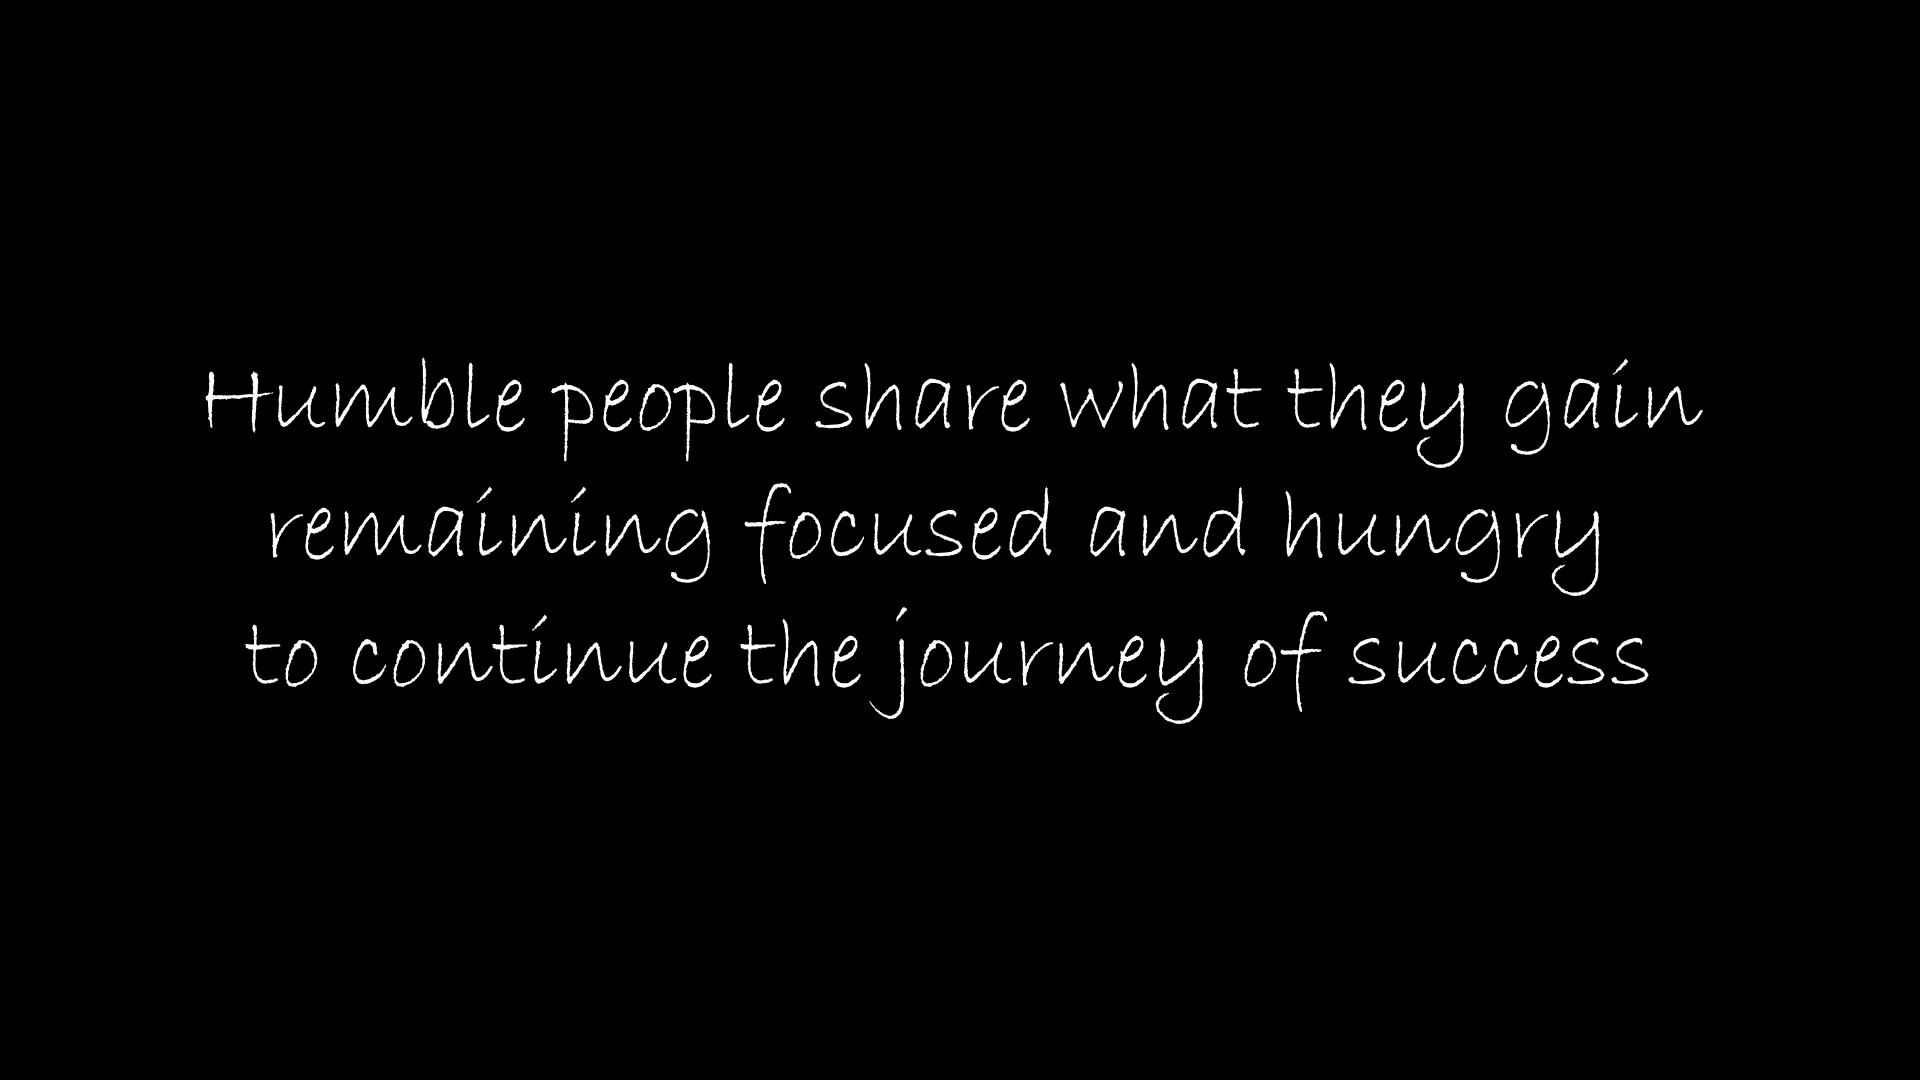 Humble people share what they gain
remaining focused and hungry
to continue the journey of success